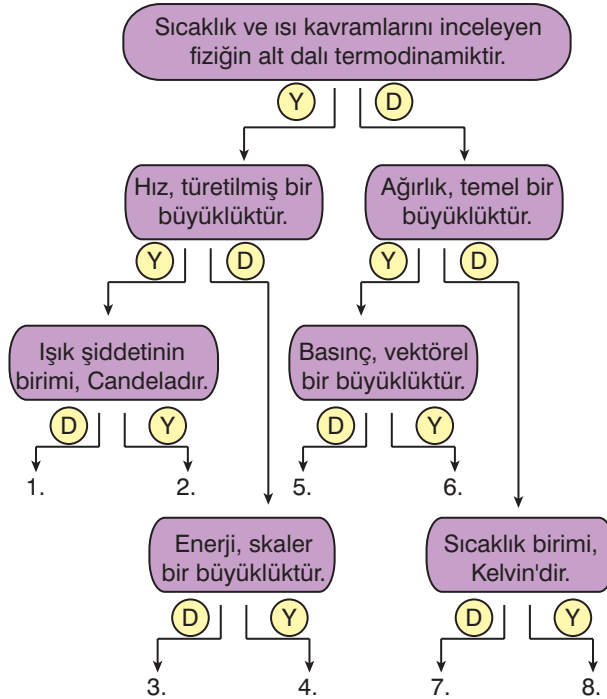 Sıcaklık ve ısı kavramlarını inceleyen
fiziğin alt dalı termodinamiktir.
Y
D
Hız, türetilmiş bir
büyüklüktür.
Ağırlık, temel bir
büyüklüktür.
Y
D
Y
D
Işık şiddetinin
birimi, Candeladır.
Basınç, vektörel
bir büyüklüktür.
D
Y
D
Y
1.
2.
5.
6.
Enerji, skaler
bir büyüklüktür.
Sıcaklık birimi,
Kelvin'dir.
D
Y
D
Y
3.
4.
7.
8.